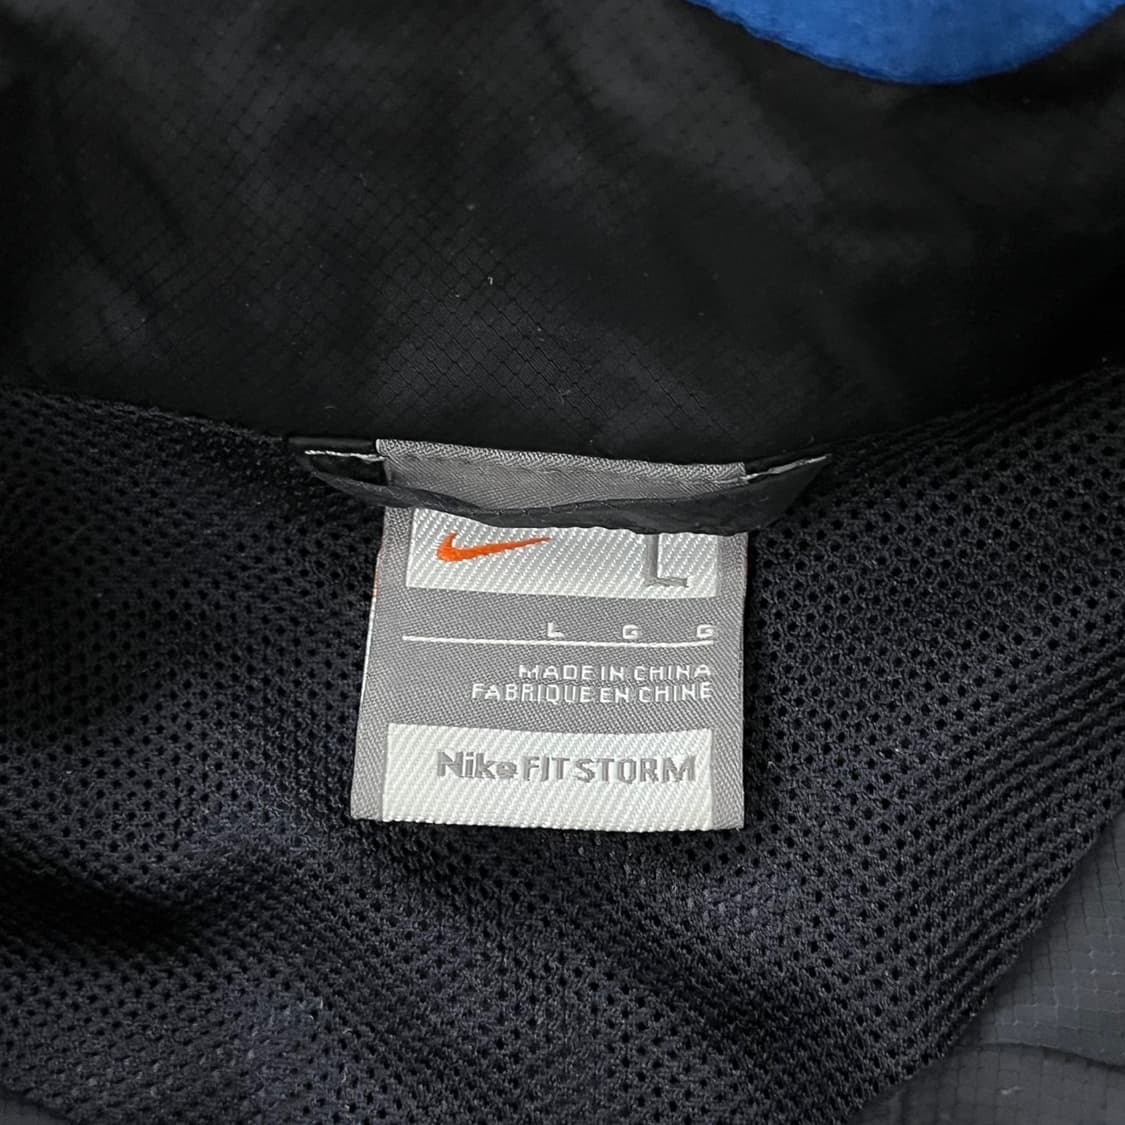 L
L G G
MADE IN CHINA
FABRIQUE EN CHINE
Nike FIT STORM